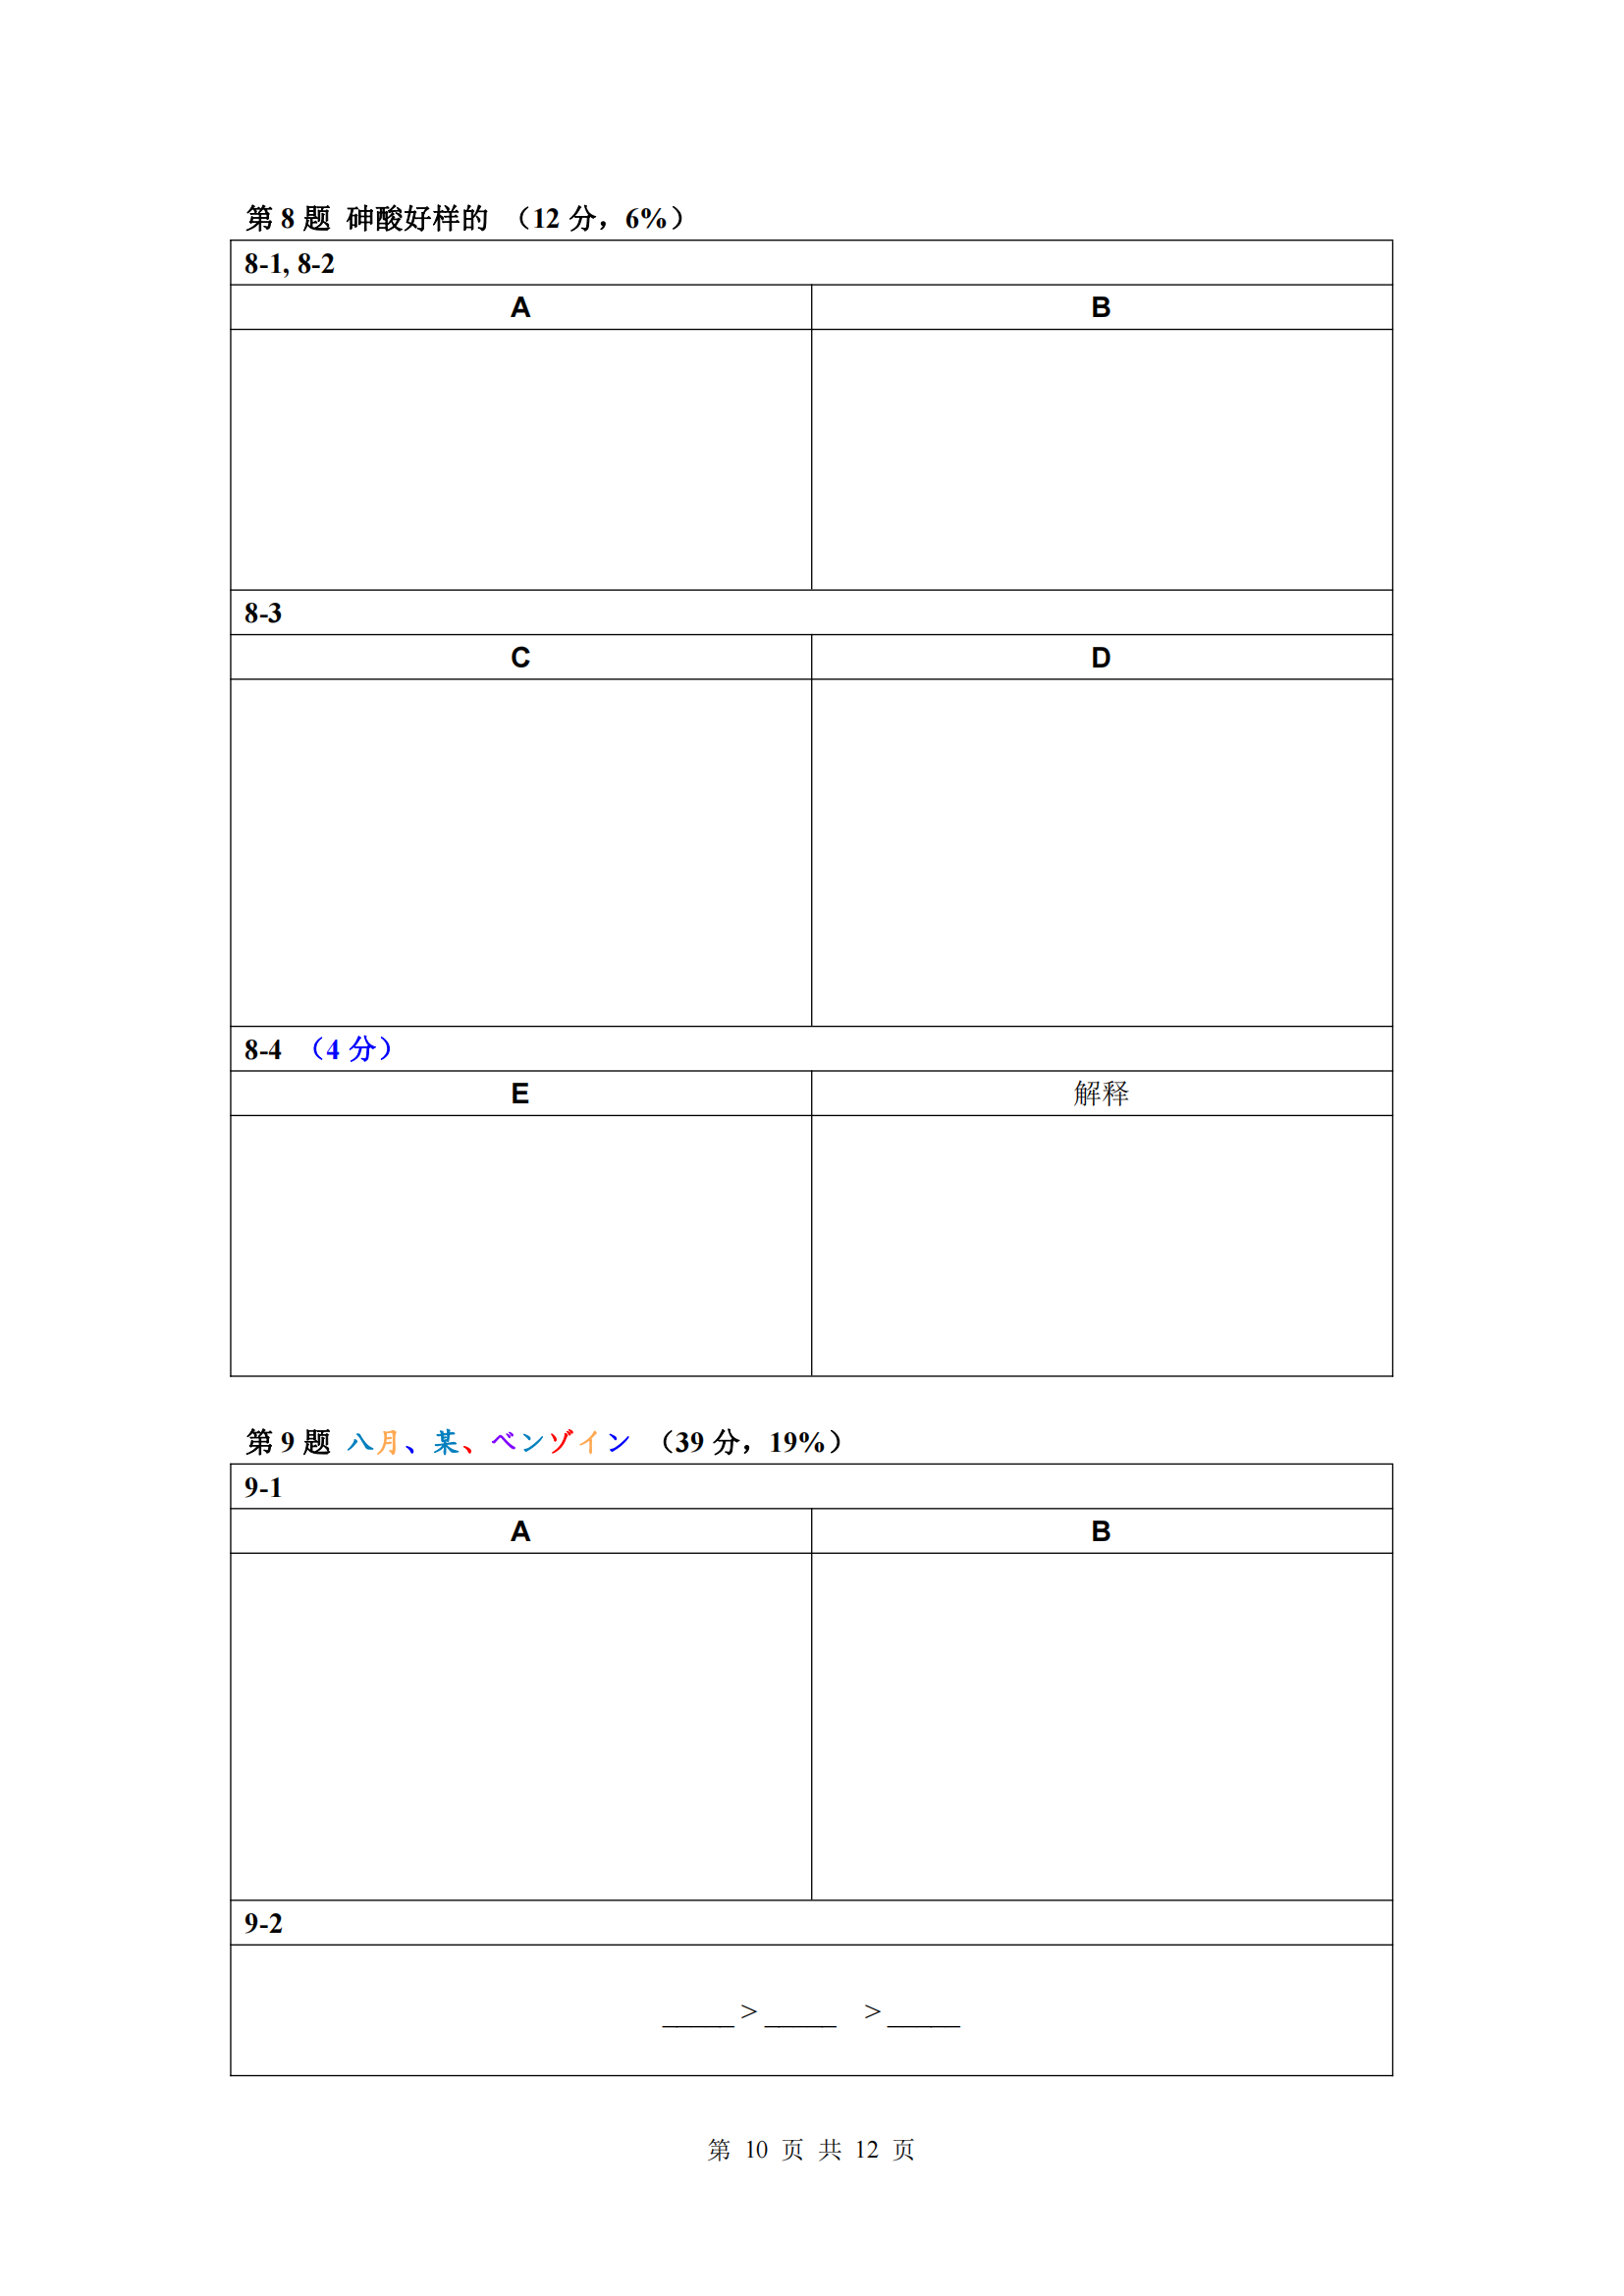 第 8 题 砷酸好样的 （12 分，6%）
8-1, 8-2
A B
8-3
C D
8-4 （4 分）
E 解释
第 9 题 八月、某、ベンゾイン （39 分，19%）
9-1
A B
9-2
_____ > _____ > _____
第 10 页 共 12 页